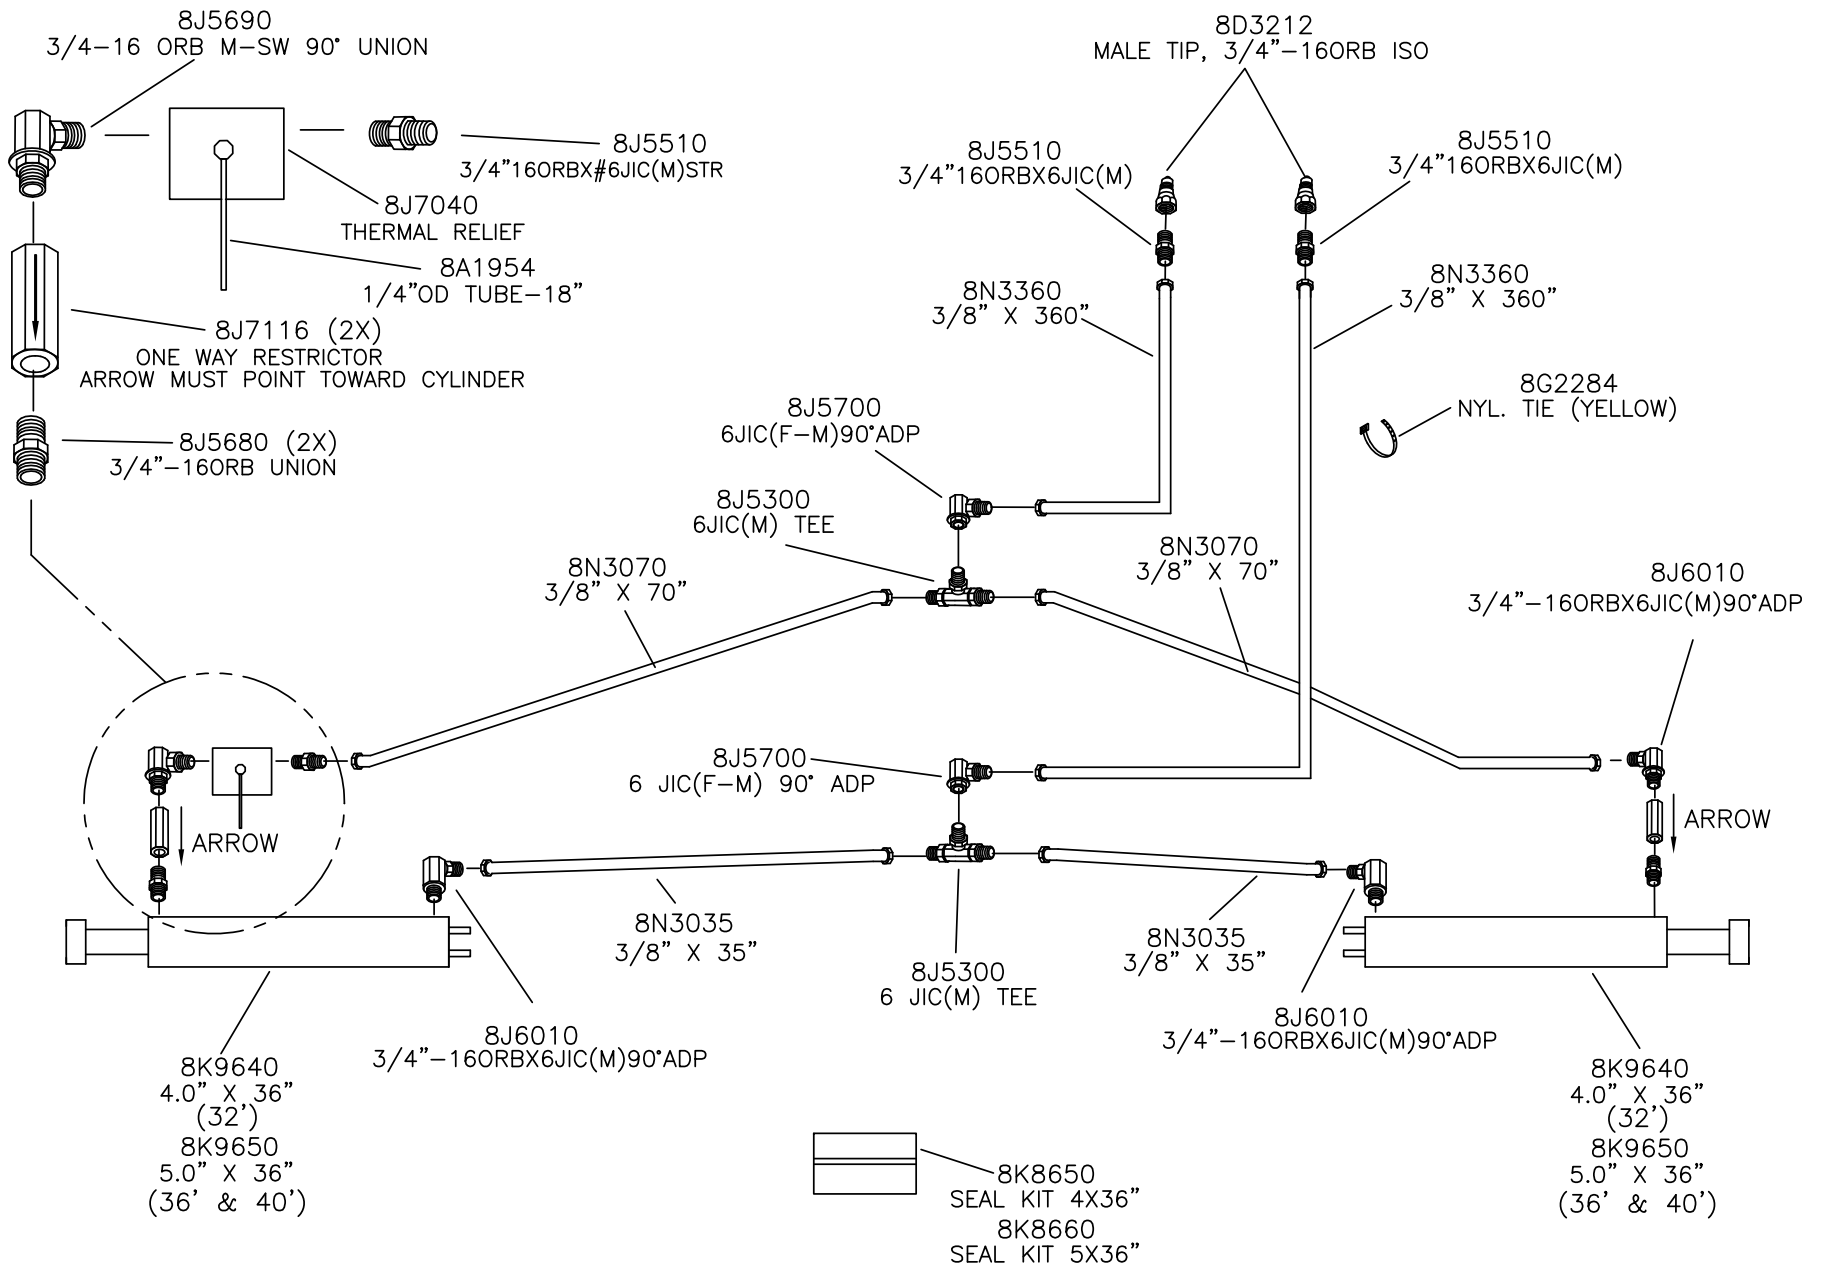 8J5690
3/4-16 ORB M-SW 90° UNION
8D3212
MALE TIP, 3/4"-16ORB ISO
8J5510
3/4"16ORBX#6JIC(M)STR
8J5510
3/4"16ORBX6JIC(M)
8J5510
3/4"16ORBX6JIC(M)
8J7040
THERMAL RELIEF
8A1954
1/4"OD TUBE-18"
8N3360
3/8" X 360"
8N3360
3/8" X 360"
8J7116 (2X)
ONE WAY RESTRICTOR
ARROW MUST POINT TOWARD CYLINDER
8G2284
NYL. TIE (YELLOW)
8J5700
6JIC(F-M)90°ADP
8J5680 (2X)
3/4"-16ORB UNION
8J5300
6JIC(M) TEE
8N3070
3/8" X 70"
8N3070
3/8" X 70"
8J6010
3/4"-16ORBX6JIC(M)90°ADP
8J5700
6 JIC(F-M) 90° ADP
ARROW
ARROW
8N3035
3/8" X 35"
8N3035
3/8" X 35"
8J5300
6 JIC(M) TEE
8J6010
3/4"-16ORBX6JIC(M)90°ADP
8J6010
3/4"-16ORBX6JIC(M)90°ADP
8K9640
4.0" X 36"
(32')
8K9650
5.0" X 36"
(36' & 40')
8K9640
4.0" X 36"
(32')
8K9650
5.0" X 36"
(36' & 40')
8K8650
SEAL KIT 4X36"
8K8660
SEAL KIT 5X36"